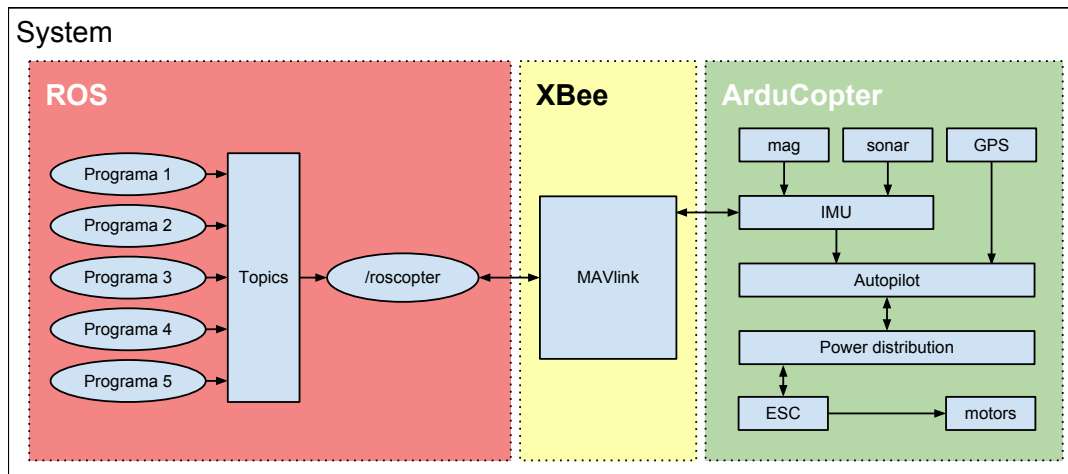 System
ROS
Programa 1
Programa 2
Programa 3
Programa 4
Programa 5
Topics
/roscopter
XBee
MAVlink
ArduCopter
mag
sonar
GPS
IMU
Autopilot
Power distribution
ESC
motors